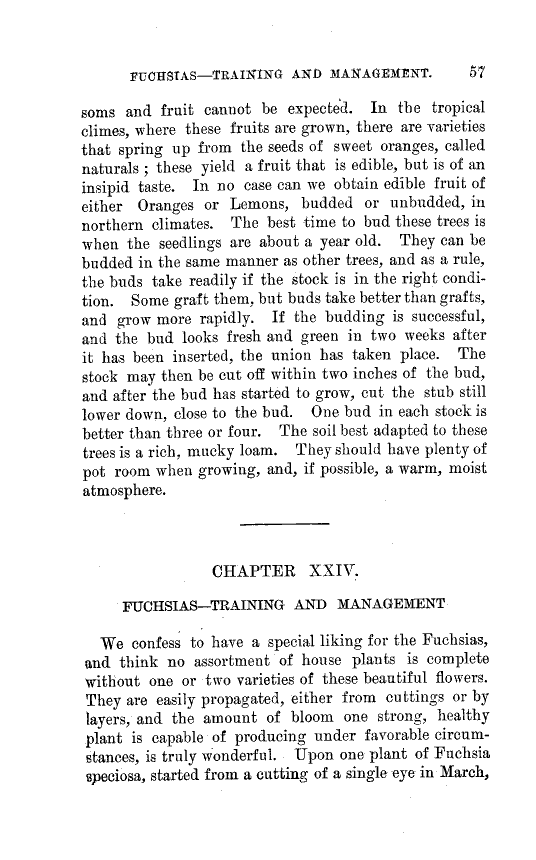 FUCHSIAS—TRAINING AND MANAGEMENT. 57
soms and fruit cannot be expected. In the tropical
climes, where these fruits are grown, there are varieties
that spring up from the seeds of sweet oranges, called
naturals ; these yield a fruit that is edible, but is of an
insipid taste. In no case can we obtain edible fruit of
either Oranges or Lemons, budded or unbudded, in
northern climates. The best time to bud these trees is
when the seedlings are about a year old. They can be
budded in the same manner as other trees, and as a rule,
the buds take readily if the stock is in the right condi-
tion. Some graft them, but buds take better than grafts,
and grow more rapidly. If the budding is successful,
and the bud looks fresh and green in two weeks after
it has been inserted, the union has taken place. The
stock may then be cut off within two inches of the bud,
and after the bud has started to grow, cut the stub still
lower down, close to the bud. One bud in each stock is
better than three or four. The soil best adapted to these
trees is a rich, mucky loam. They should have plenty of
pot room when growing, and, if possible, a warm, moist
atmosphere.
CHAPTER XXIV.
FUCHSIAS—TRAINING AND MANAGEMENT
We confess to have a special liking for the Fuchsias,
and think no assortment of house plants is complete
without one or two varieties of these beautiful flowers.
They are easily propagated, either from cuttings or by
layers, and the amount of bloom one strong, healthy
plant is capable of producing under favorable circum-
stances, is truly wonderful. Upon one plant of Fuchsia
speciosa, started from a cutting of a single eye in March,